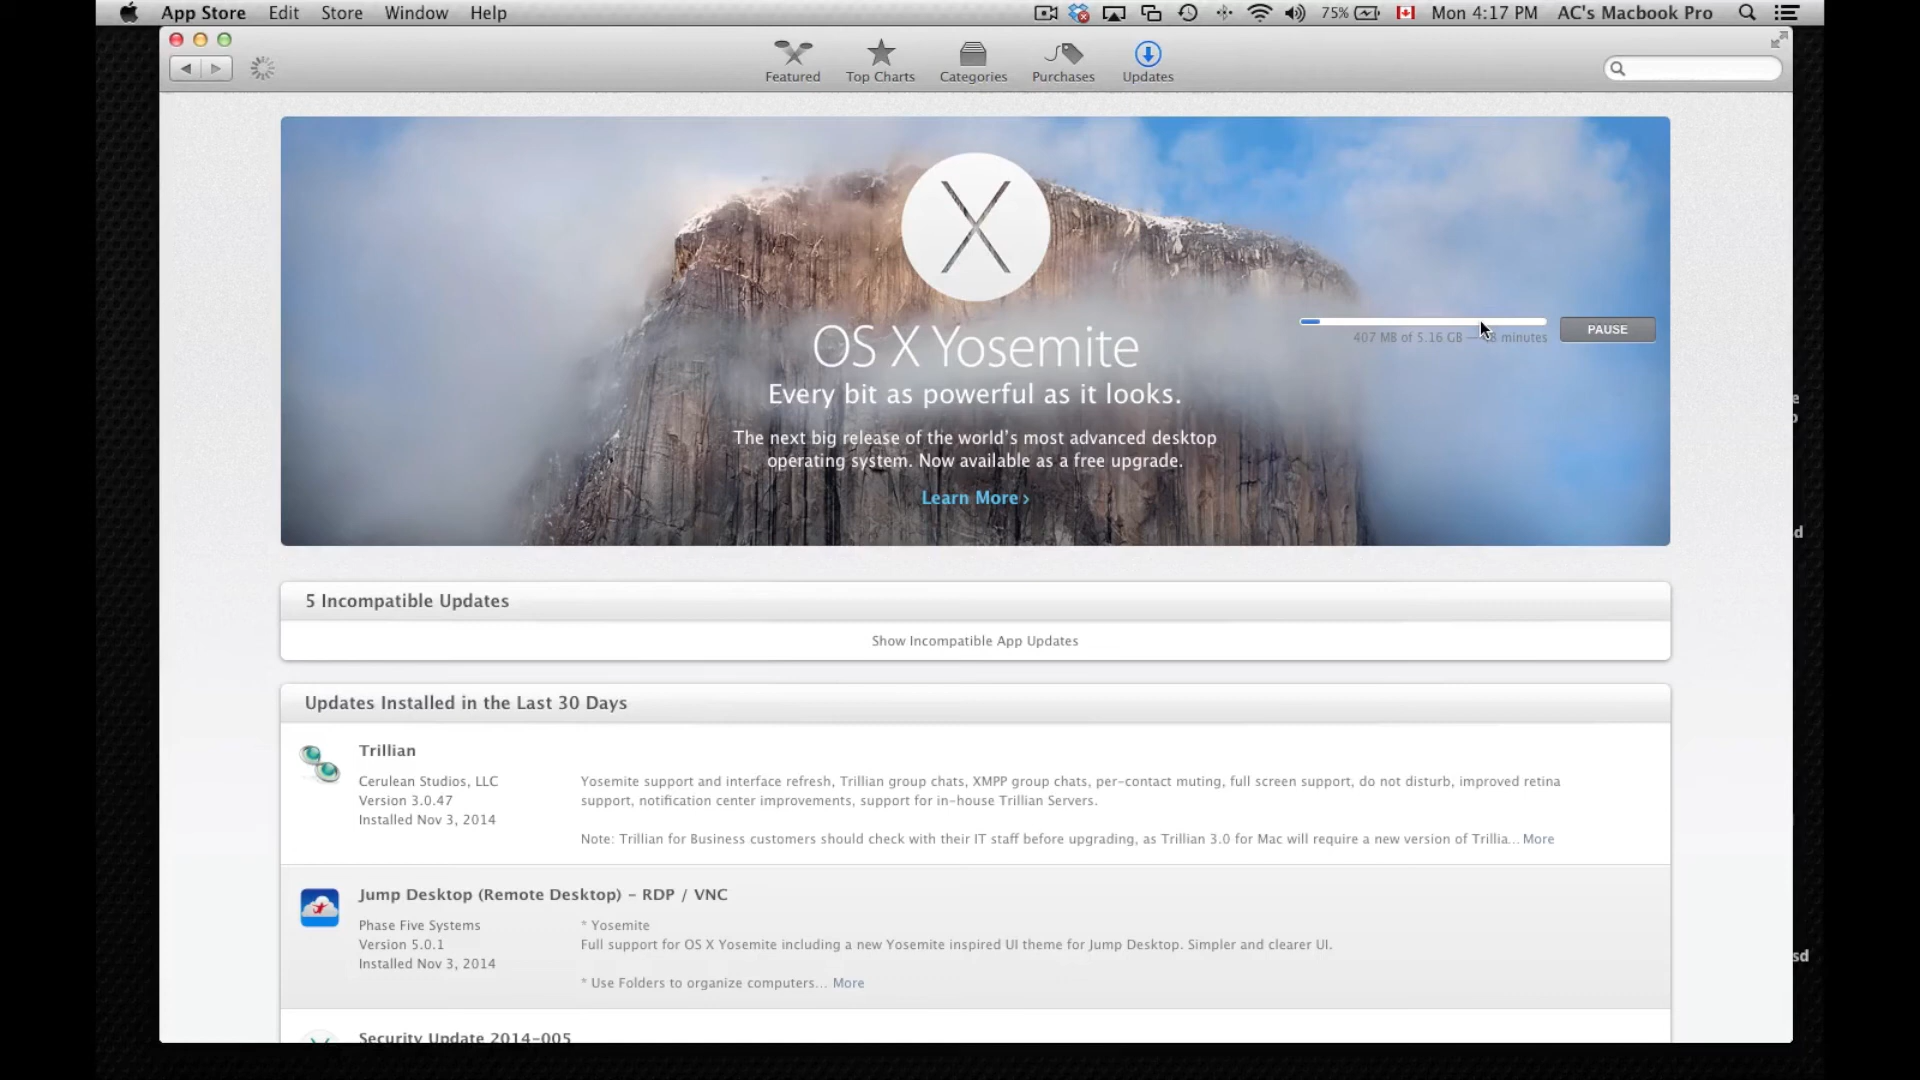 App Store Edit Store Window Help 75% Mon 4:17 PM AC's Macbook Pro
Featured Top Charts Categories Purchases Updates
OS X Yosemite
407 MB of 5.16 GB — minutes
PAUSE
Every bit as powerful as it looks.
The next big release of the world's most advanced desktop
operating system. Now available as a free upgrade.
Learn More ›
5 Incompatible Updates
Show Incompatible App Updates
Updates Installed in the Last 30 Days
Trillian
Cerulean Studios, LLC
Version 3.0.47
Installed Nov 3, 2014
Yosemite support and interface refresh, Trillian group chats, XMPP group chats, per-contact muting, full screen support, do not disturb, improved retina
support, notification center improvements, support for in-house Trillian Servers.
Note: Trillian for Business customers should check with their IT staff before upgrading, as Trillian 3.0 for Mac will require a new version of Trillia... More
Jump Desktop (Remote Desktop) - RDP / VNC
Phase Five Systems
Version 5.0.1
Installed Nov 3, 2014
* Yosemite
Full support for OS X Yosemite including a new Yosemite inspired UI theme for Jump Desktop. Simpler and clearer UI.
* Use Folders to organize computers... More
Security Update 2014-005